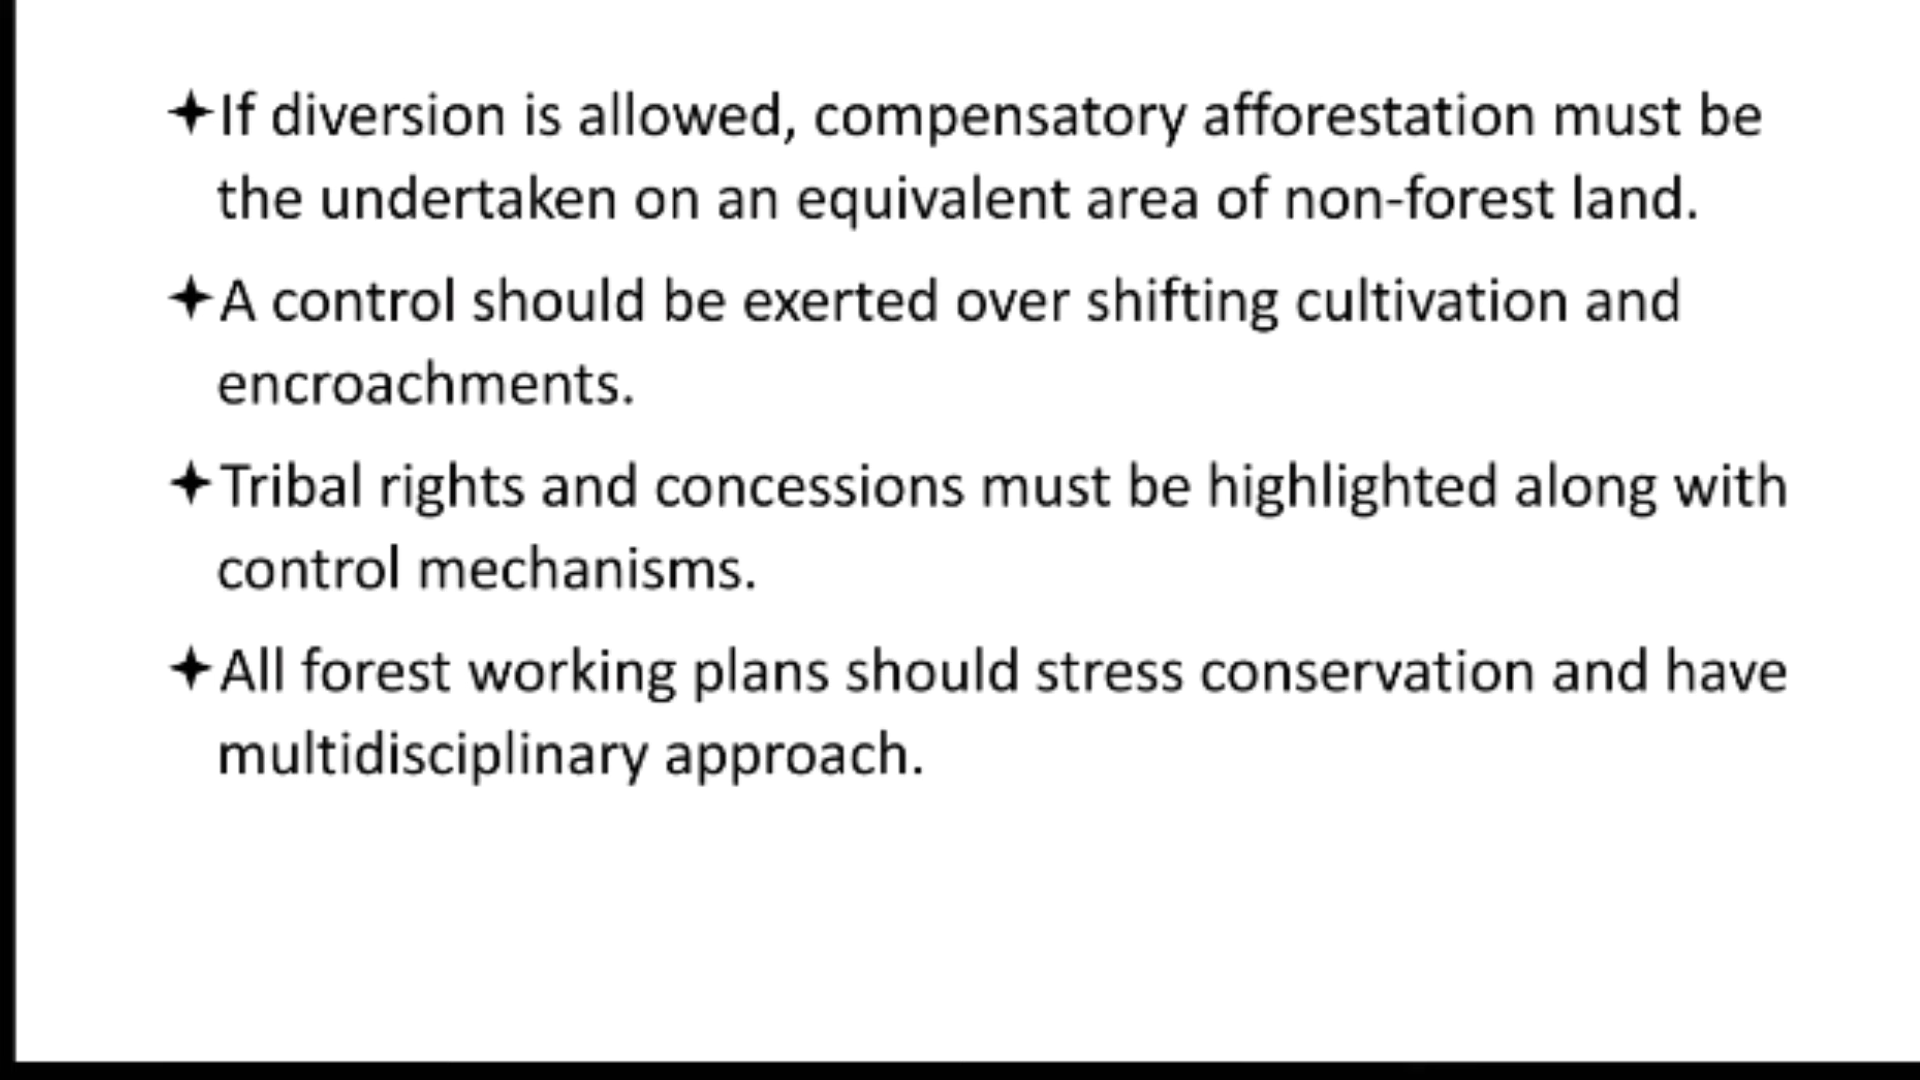 ✦If diversion is allowed, compensatory afforestation must be
the undertaken on an equivalent area of non-forest land.
✦A control should be exerted over shifting cultivation and
encroachments.
✦Tribal rights and concessions must be highlighted along with
control mechanisms.
✦All forest working plans should stress conservation and have
multidisciplinary approach.